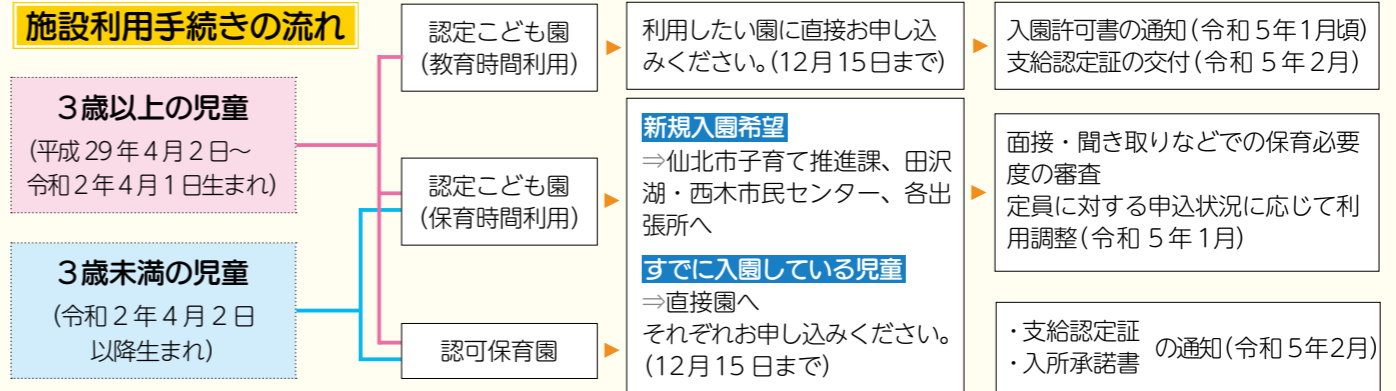 施設利用手続きの流れ
3歳以上の児童
(平成29年4月2日～
令和2年4月1日生まれ)
3歳未満の児童
(令和2年4月2日
以降生まれ)
認定こども園
(教育時間利用)
▶
利用したい園に直接お申し込
みください。(12月15日まで)
▶
入園許可書の通知(令和5年1月頃)
支給認定証の交付(令和5年2月)
認定こども園
(保育時間利用)
▶
認可保育園
▶
新規入園希望
⇒仙北市子育て推進課、田沢
湖・西木市民センター、各出
張所へ
すでに入園している児童
⇒直接園へ
それぞれお申し込みください。
(12月15日まで)
▶
面接・聞き取りなどでの保育必要
度の審査
定員に対する申込状況に応じて利
用調整(令和5年1月)
・支給認定証
・入所承諾書
の通知(令和5年2月)